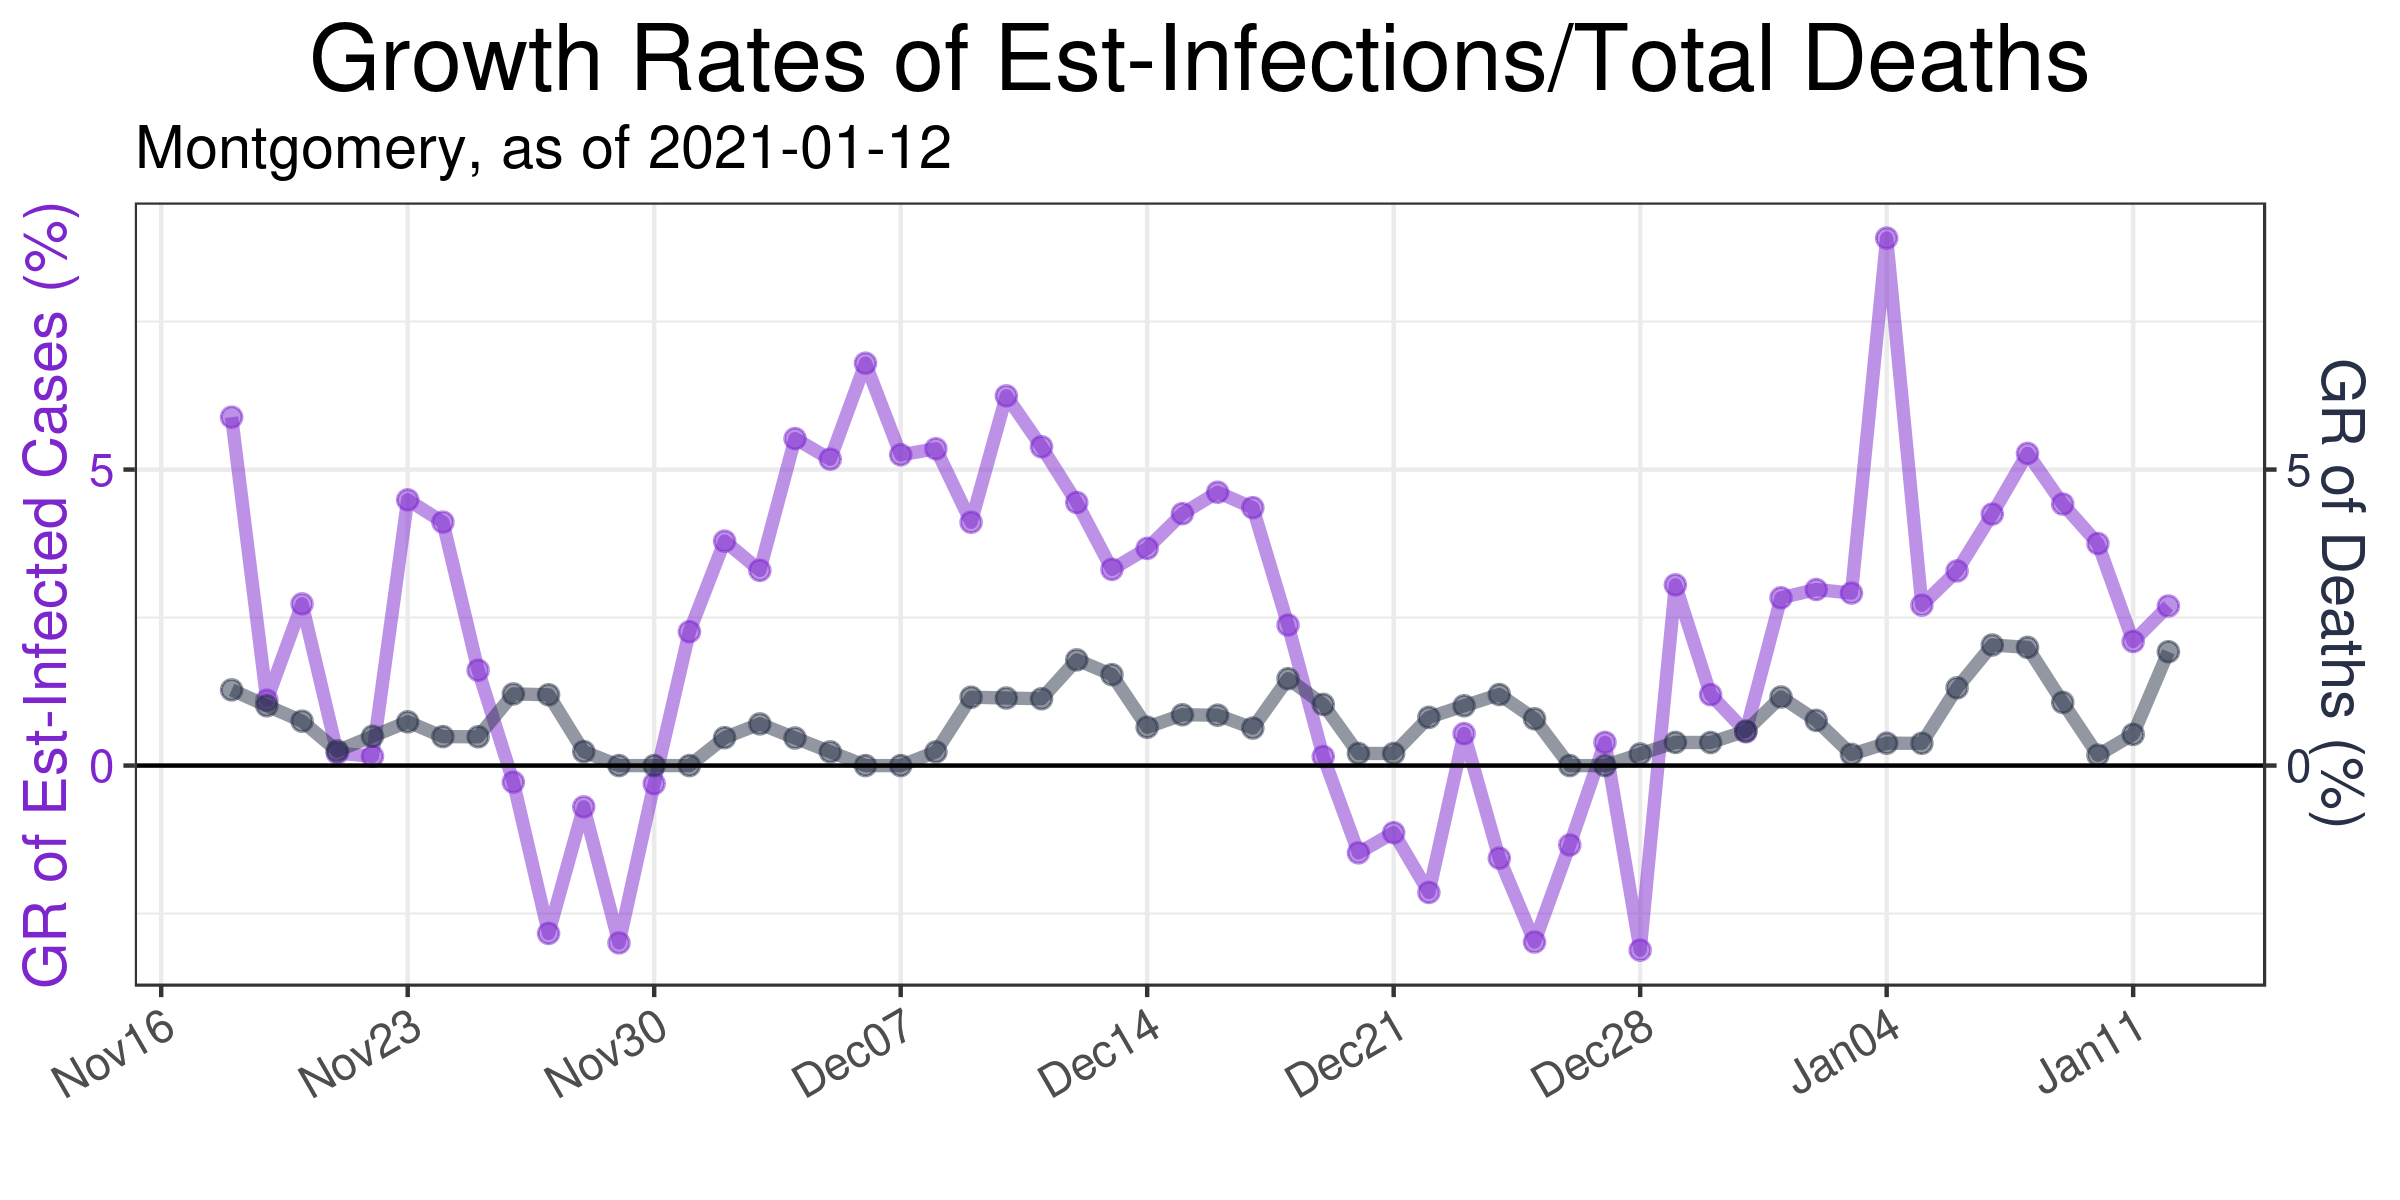 Growth Rates of Est-Infections/Total Deaths
Montgomery, as of 2021-01-12
GR of Est-Infected Cases (%)
5
0
5
0
GR of Deaths (%)
Nov16 Nov23 Nov30 Dec07 Dec14 Dec21 Dec28 Jan04 Jan11